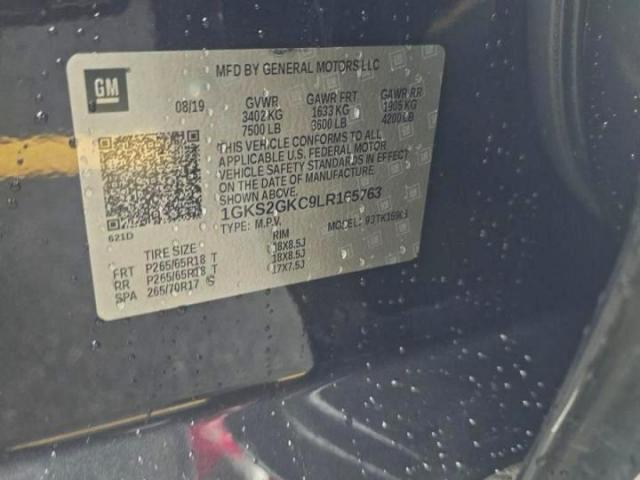 GM
MFD BY GENERAL MOTORS LLC
08/19 GVWR GAWR FRT GAWR RR
3402 KG 1633 KG 1905 KG
7500 LB 3600 LB 4200 LB
THIS VEHICLE CONFORMS TO ALL
APPLICABLE U.S. FEDERAL MOTOR
VEHICLE SAFETY STANDARDS IN EFFECT
ON THE DATE OF MANUFACTURE
SHOWN ABOVE.
1GKS2GKC9LR165763
TYPE: M.P.V. MODEL:
621D
TIRE SIZE RIM
FRT P265/65R18 T 18X8.5J
RR P265/65R18 T 18X8.5J
SPA 265/70R17 S 17X7.5J